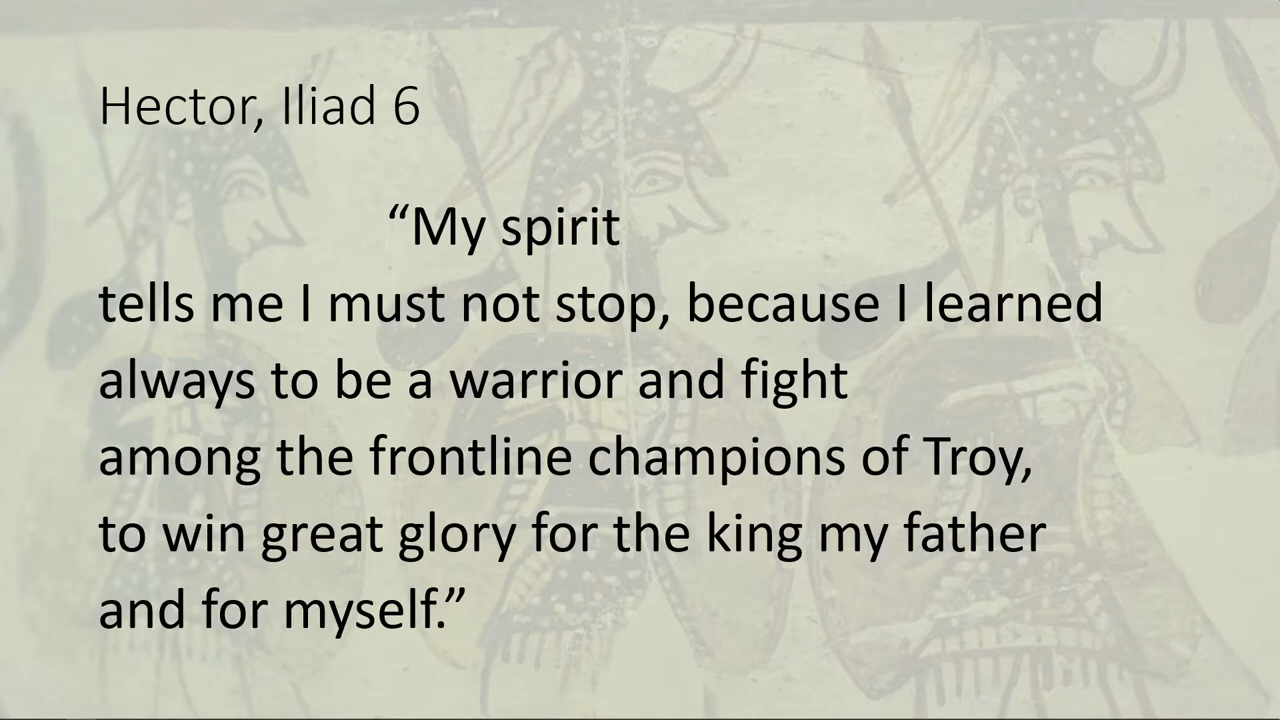 Hector, Iliad 6
“My spirit
tells me I must not stop, because I learned
always to be a warrior and fight
among the frontline champions of Troy,
to win great glory for the king my father
and for myself.”